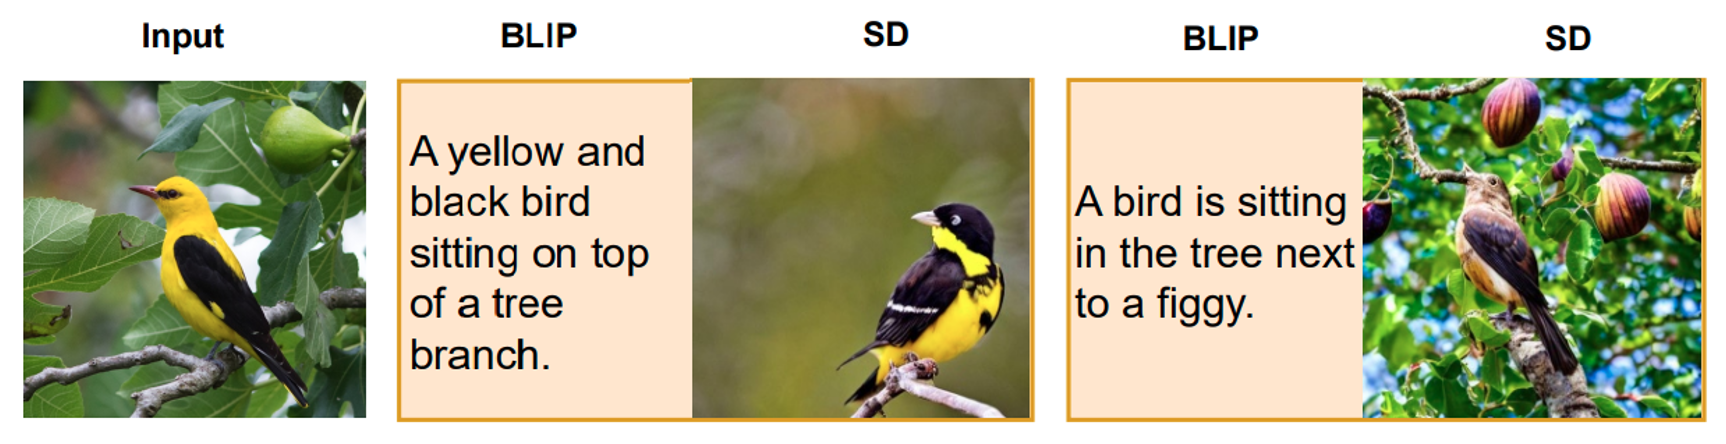 Input
BLIP
SD
BLIP
SD
A yellow and
black bird
sitting on top
of a tree
branch.
A bird is sitting
in the tree next
to a figgy.